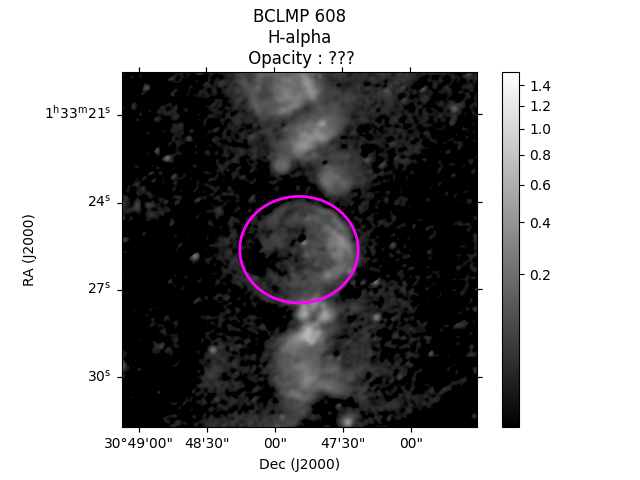 BCLMP 608
H-alpha
Opacity : ???
1h33m21s
24s
27s
30s
RA (J2000)
30°49'00"
48'30"
00"
47'30"
00"
Dec (J2000)
1.4
1.2
1.0
0.8
0.6
0.4
0.2